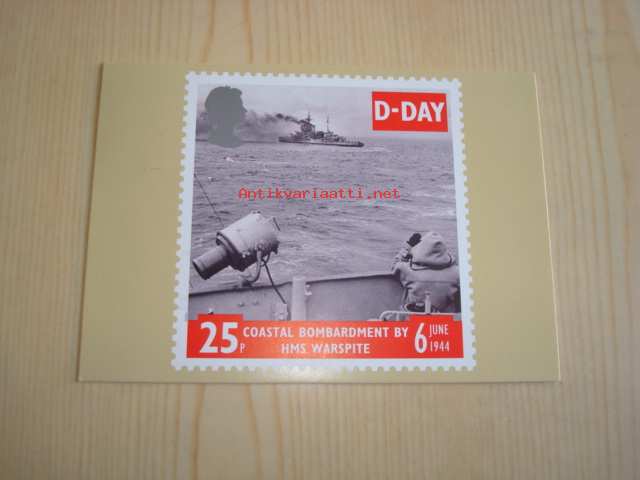 D-DAY
Antikvariaatti.net
25P COASTAL BOMBARDMENT BY 6 JUNE
HMS WARSPITE 1944